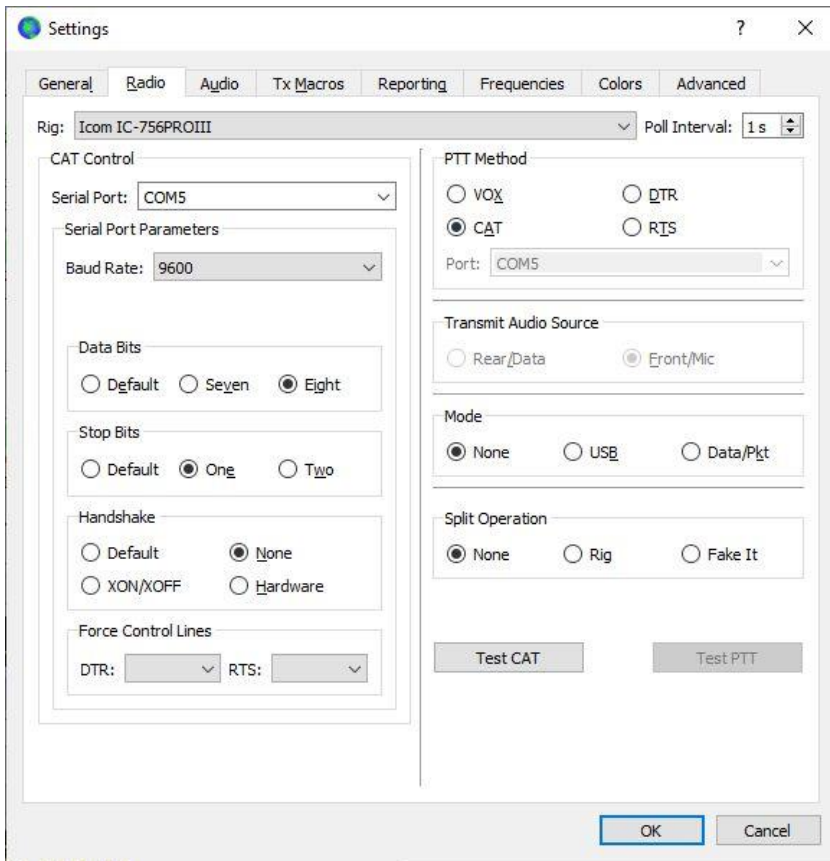 Settings
General Radio Audio Tx Macros Reporting Frequencies Colors Advanced
Rig: Icom IC-756PROIII Poll Interval: 1 s
CAT Control
Serial Port: COM5
Serial Port Parameters
Baud Rate: 9600
Data Bits
Default Seven Eight
Stop Bits
Default One Two
Handshake
Default None
XON/XOFF Hardware
Force Control Lines
DTR: RTS:
PTT Method
VOX DTR
CAT RTS
Port: COM5
Transmit Audio Source
Rear/Data Front/Mic
Mode
None USB Data/Pkt
Split Operation
None Rig Fake It
Test CAT Test PTT
OK Cancel